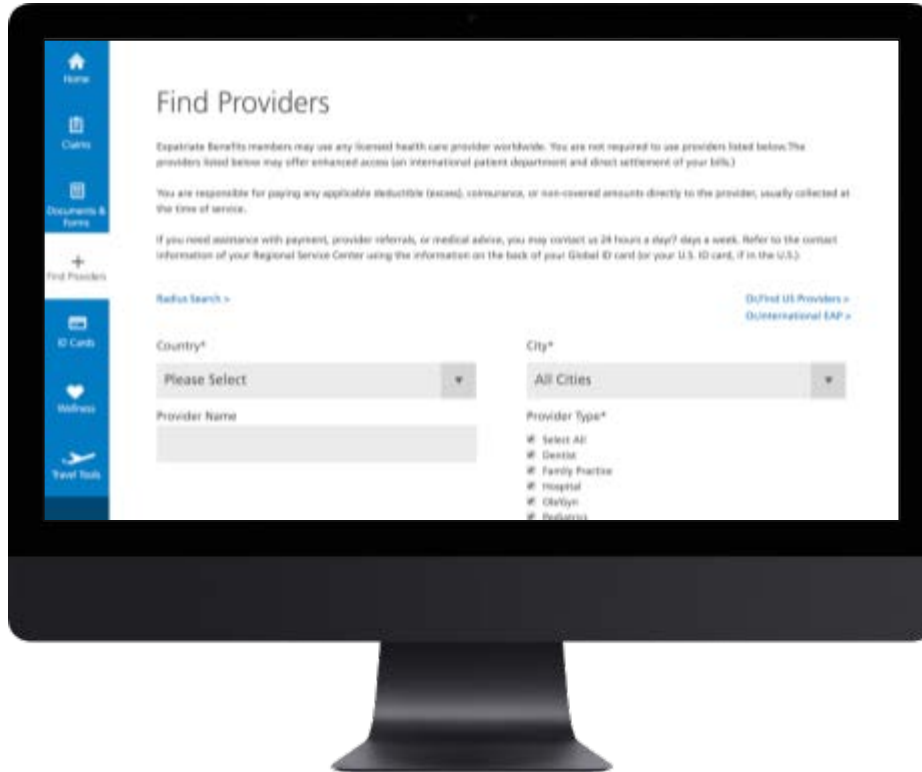 Home
Claims
Documents &
Forms
Find Providers
ID Cards
Wellness
Travel Tools
Find Providers
Expatriate Benefits members may use any licensed health care provider worldwide. You are not required to use providers listed below.The
providers listed below may offer enhanced access (an international patient department and direct settlement of your bills.)
You are responsible for paying any applicable deductible (excess), coinsurance, or non-covered amounts directly to the provider, usually collected at
the time of service.
If you need assistance with payment, provider referrals, or medical advice, you may contact us 24 hours a day/7 days a week. Refer to the contact
information of your Regional Service Center using the information on the back of your Global ID card (or your U.S. ID card, if in the U.S.)
Radius Search >
Or,Find US Providers >
Or,International EAP >
Country*
City*
Please Select
All Cities
Provider Name
Provider Type*
Select All
Dentist
Family Practice
Hospital
Ob/Gyn
Pediatrics